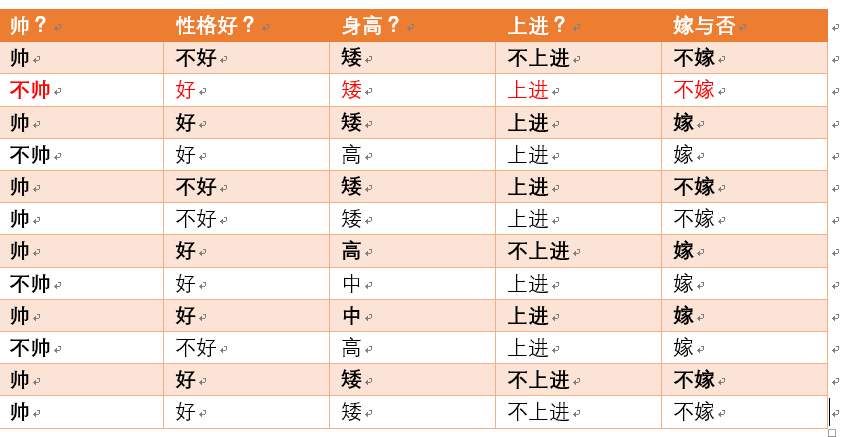 帅？ 性格好？ 身高？ 上进？ 嫁与否
帅 不好 矮 不上进 不嫁
不帅 好 矮 上进 不嫁
帅 好 矮 上进 嫁
不帅 好 高 上进 嫁
帅 不好 矮 上进 不嫁
帅 不好 矮 上进 不嫁
帅 好 高 不上进 嫁
不帅 好 中 上进 嫁
帅 好 中 上进 嫁
不帅 不好 高 上进 嫁
帅 好 矮 不上进 不嫁
帅 好 矮 不上进 不嫁